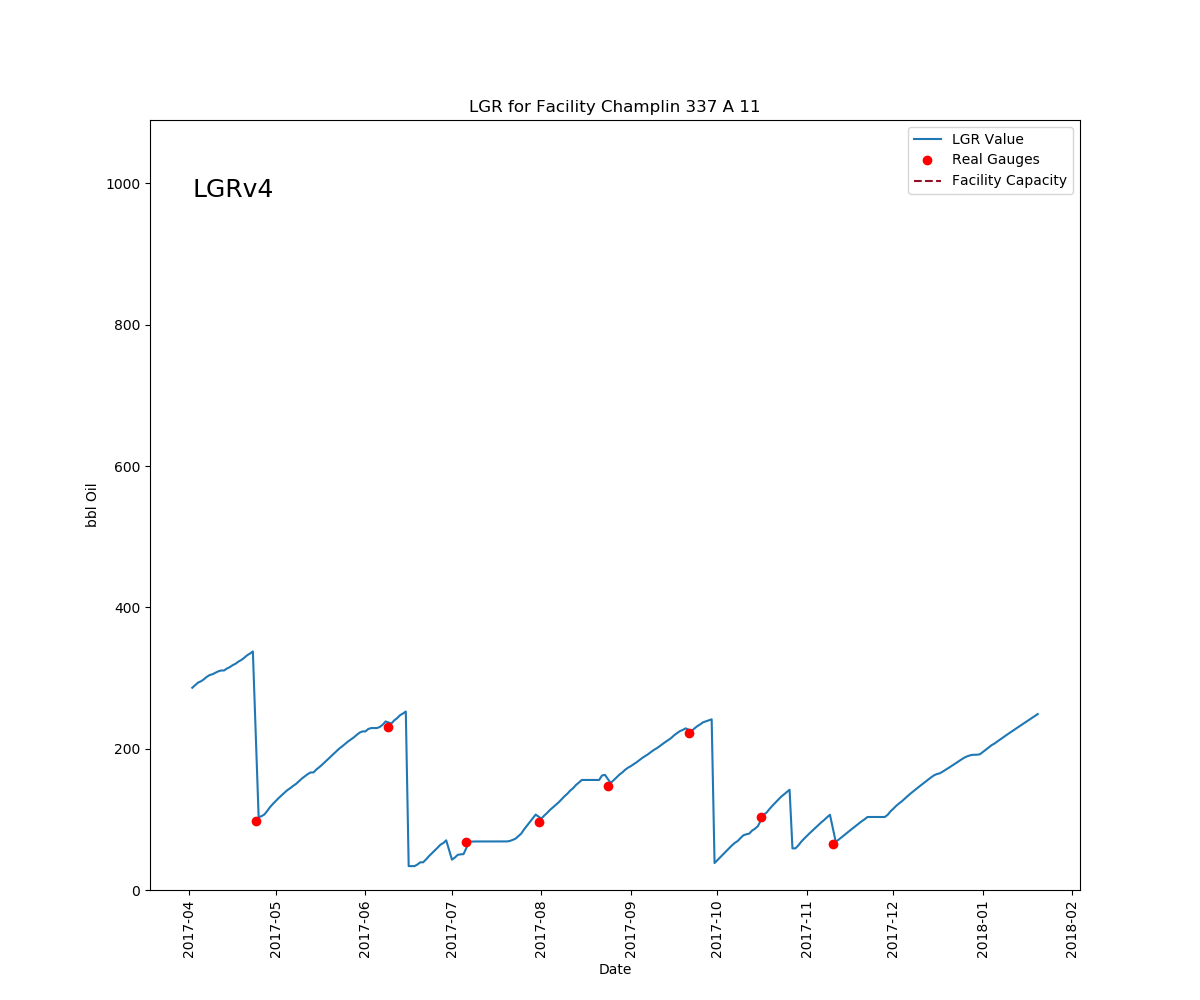 LGR for Facility Champlin 337 A 11
LGRv4
LGR Value
Real Gauges
Facility Capacity
1000
800
600
400
200
0
bbl Oil
2017-04
2017-05
2017-06
2017-07
2017-08
2017-09
2017-10
2017-11
2017-12
2018-01
2018-02
Date